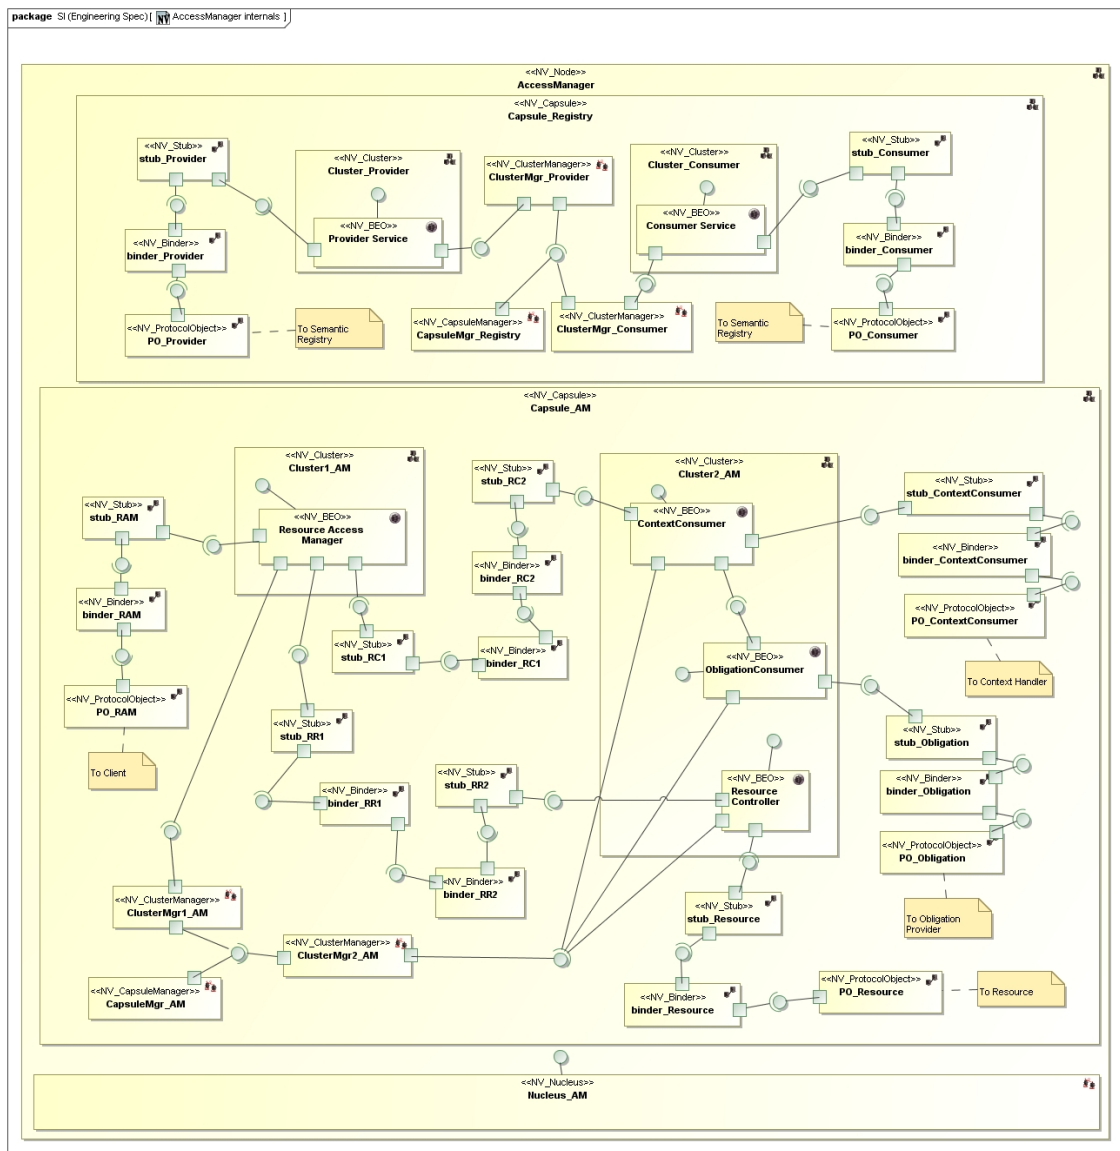 package SI (Engineering Spec) [ AccessManager internals ]
<<NV_Node>>
AccessManager
<<NV_Capsule>>
Capsule_Registry
<<NV_Stub>>
stub_Provider
<<NV_Cluster>>
Cluster_Provider
<<NV_ClusterManager>>
ClusterMgr_Provider
<<NV_Cluster>>
Cluster_Consumer
<<NV_Stub>>
stub_Consumer
<<NV_BEO>>
Provider Service
<<NV_BEO>>
Consumer Service
<<NV_Binder>>
binder_Provider
<<NV_Binder>>
binder_Consumer
<<NV_ProtocolObject>>
PO_Provider
To Semantic
Registry
<<NV_CapsuleManager>>
CapsuleMgr_Registry
<<NV_ClusterManager>>
ClusterMgr_Consumer
To Semantic
Registry
<<NV_ProtocolObject>>
PO_Consumer
<<NV_Capsule>>
Capsule_AM
<<NV_Cluster>>
Cluster1_AM
<<NV_Stub>>
stub_RC2
<<NV_Cluster>>
Cluster2_AM
<<NV_Stub>>
stub_ContextConsumer
<<NV_Stub>>
stub_RAM
<<NV_BEO>>
Resource Access
Manager
<<NV_BEO>>
ContextConsumer
<<NV_Binder>>
binder_RC2
<<NV_Binder>>
binder_ContextConsumer
<<NV_Binder>>
binder_RAM
<<NV_ProtocolObject>>
PO_ContextConsumer
<<NV_Stub>>
stub_RC1
<<NV_Binder>>
binder_RC1
<<NV_BEO>>
ObligationConsumer
To Context Handler
<<NV_ProtocolObject>>
PO_RAM
<<NV_Stub>>
stub_RR1
<<NV_Stub>>
stub_Obligation
To Client
<<NV_Binder>>
binder_RR1
<<NV_Stub>>
stub_RR2
<<NV_BEO>>
Resource
Controller
<<NV_Binder>>
binder_Obligation
<<NV_ProtocolObject>>
PO_Obligation
<<NV_Binder>>
binder_RR2
<<NV_ClusterManager>>
ClusterMgr1_AM
<<NV_Stub>>
stub_Resource
To Obligation
Provider
<<NV_ClusterManager>>
ClusterMgr2_AM
<<NV_CapsuleManager>>
CapsuleMgr_AM
<<NV_Binder>>
binder_Resource
<<NV_ProtocolObject>>
PO_Resource
To Resource
<<NV_Nucleus>>
Nucleus_AM